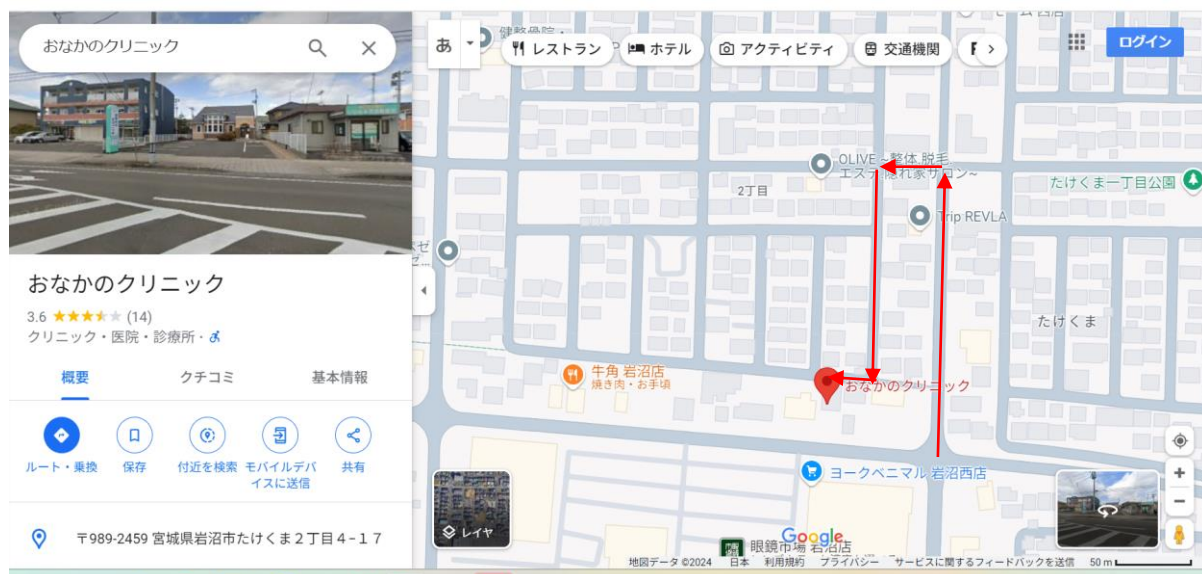 おなかのクリニック
あ
レストラン
ホテル
アクティビティ
交通機関
ログイン
OLIVE ~整体 脱毛
エステ 隠れ家サロン~
2丁目
たけくま一丁目公園
Trip REVLA
おなかのクリニック
3.6 (14)
クリニック・医院・診療所・
概要
クチコミ
基本情報
たけくま
牛角 岩沼店
焼き肉・お手頃
おなかのクリニック
ルート・乗換
保存
付近を検索
モバイルデバ
イスに送信
共有
ヨークベニマル 岩沼西店
レイヤ
〒989-2459 宮城県岩沼市たけくま２丁目４−１７
Google
眼鏡市場 岩沼店
地図データ ©2024 日本 利用規約 プライバシー サービスに関するフィードバックを送信 50 m